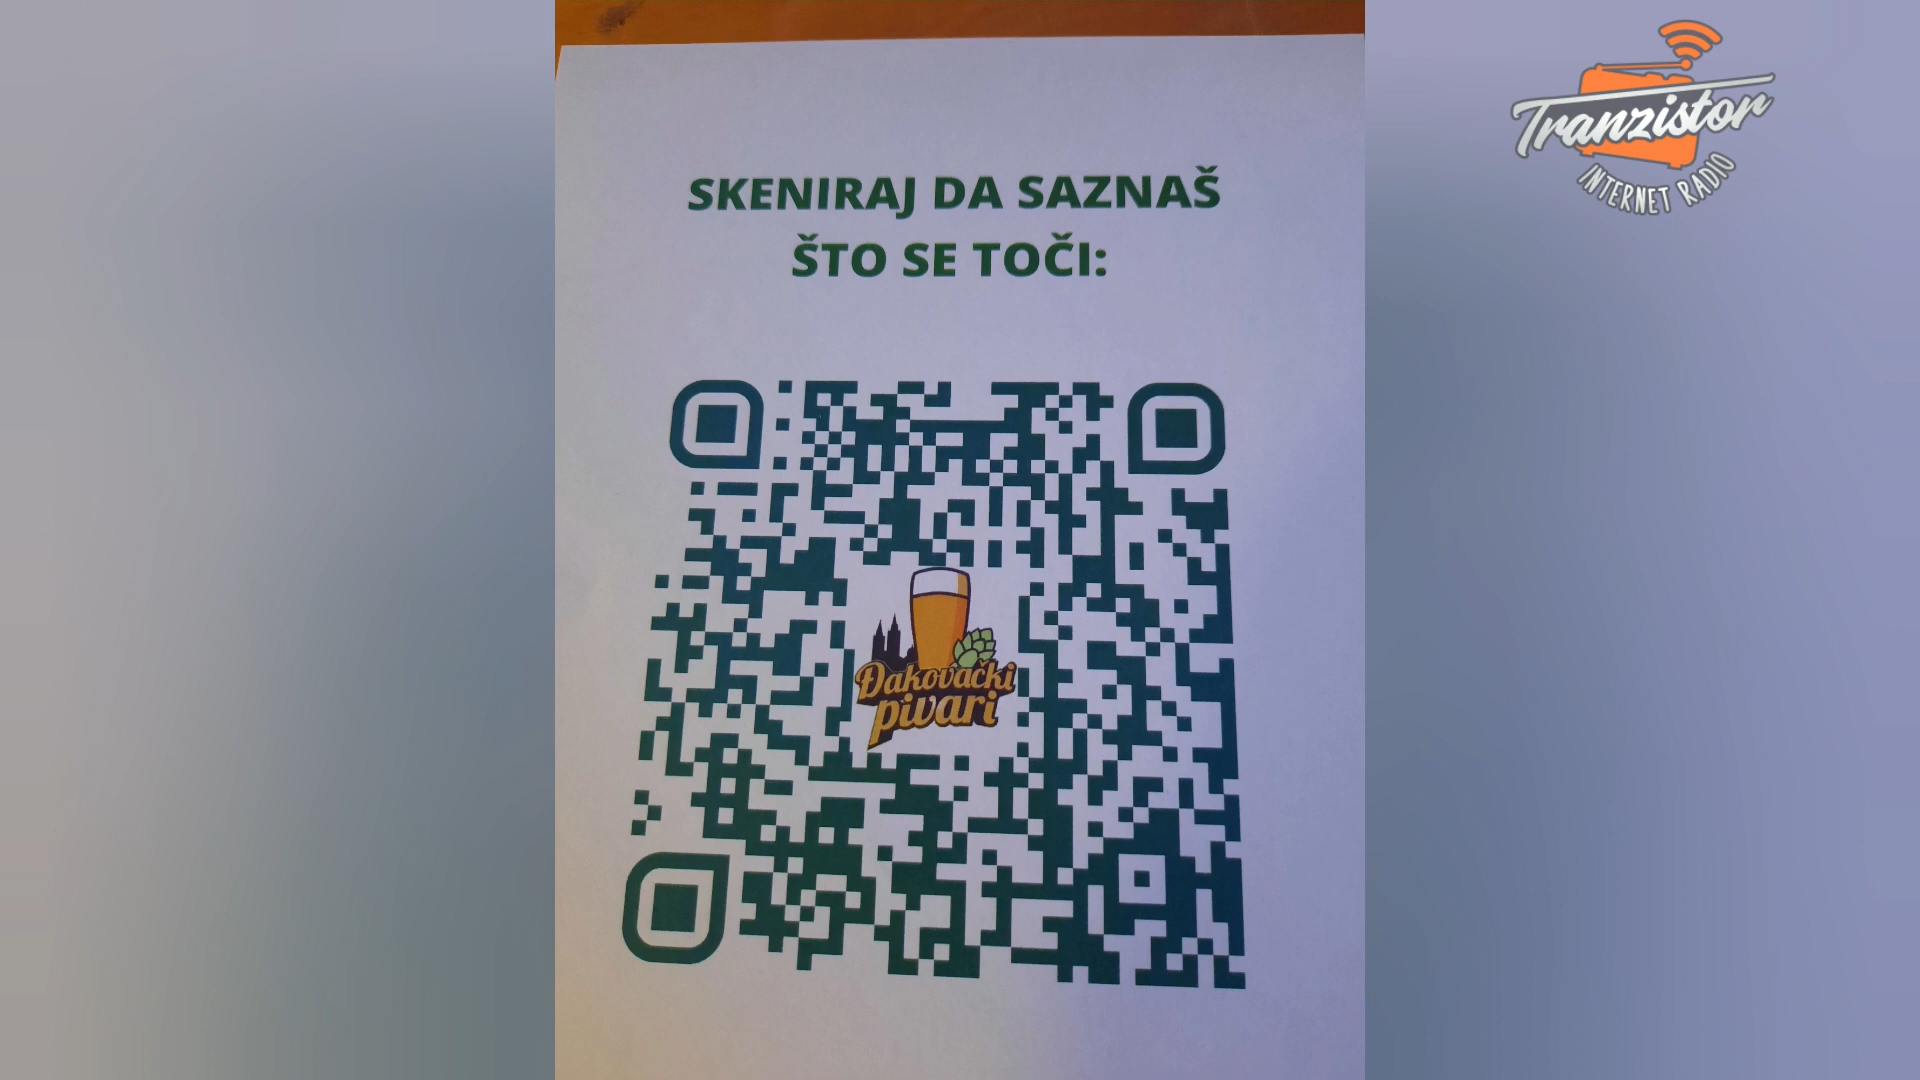 SKENIRAJ DA SAZNAŠ
ŠTO SE TOČI:
Đakovački
pivari
Tranzistor
INTERNET RADIO